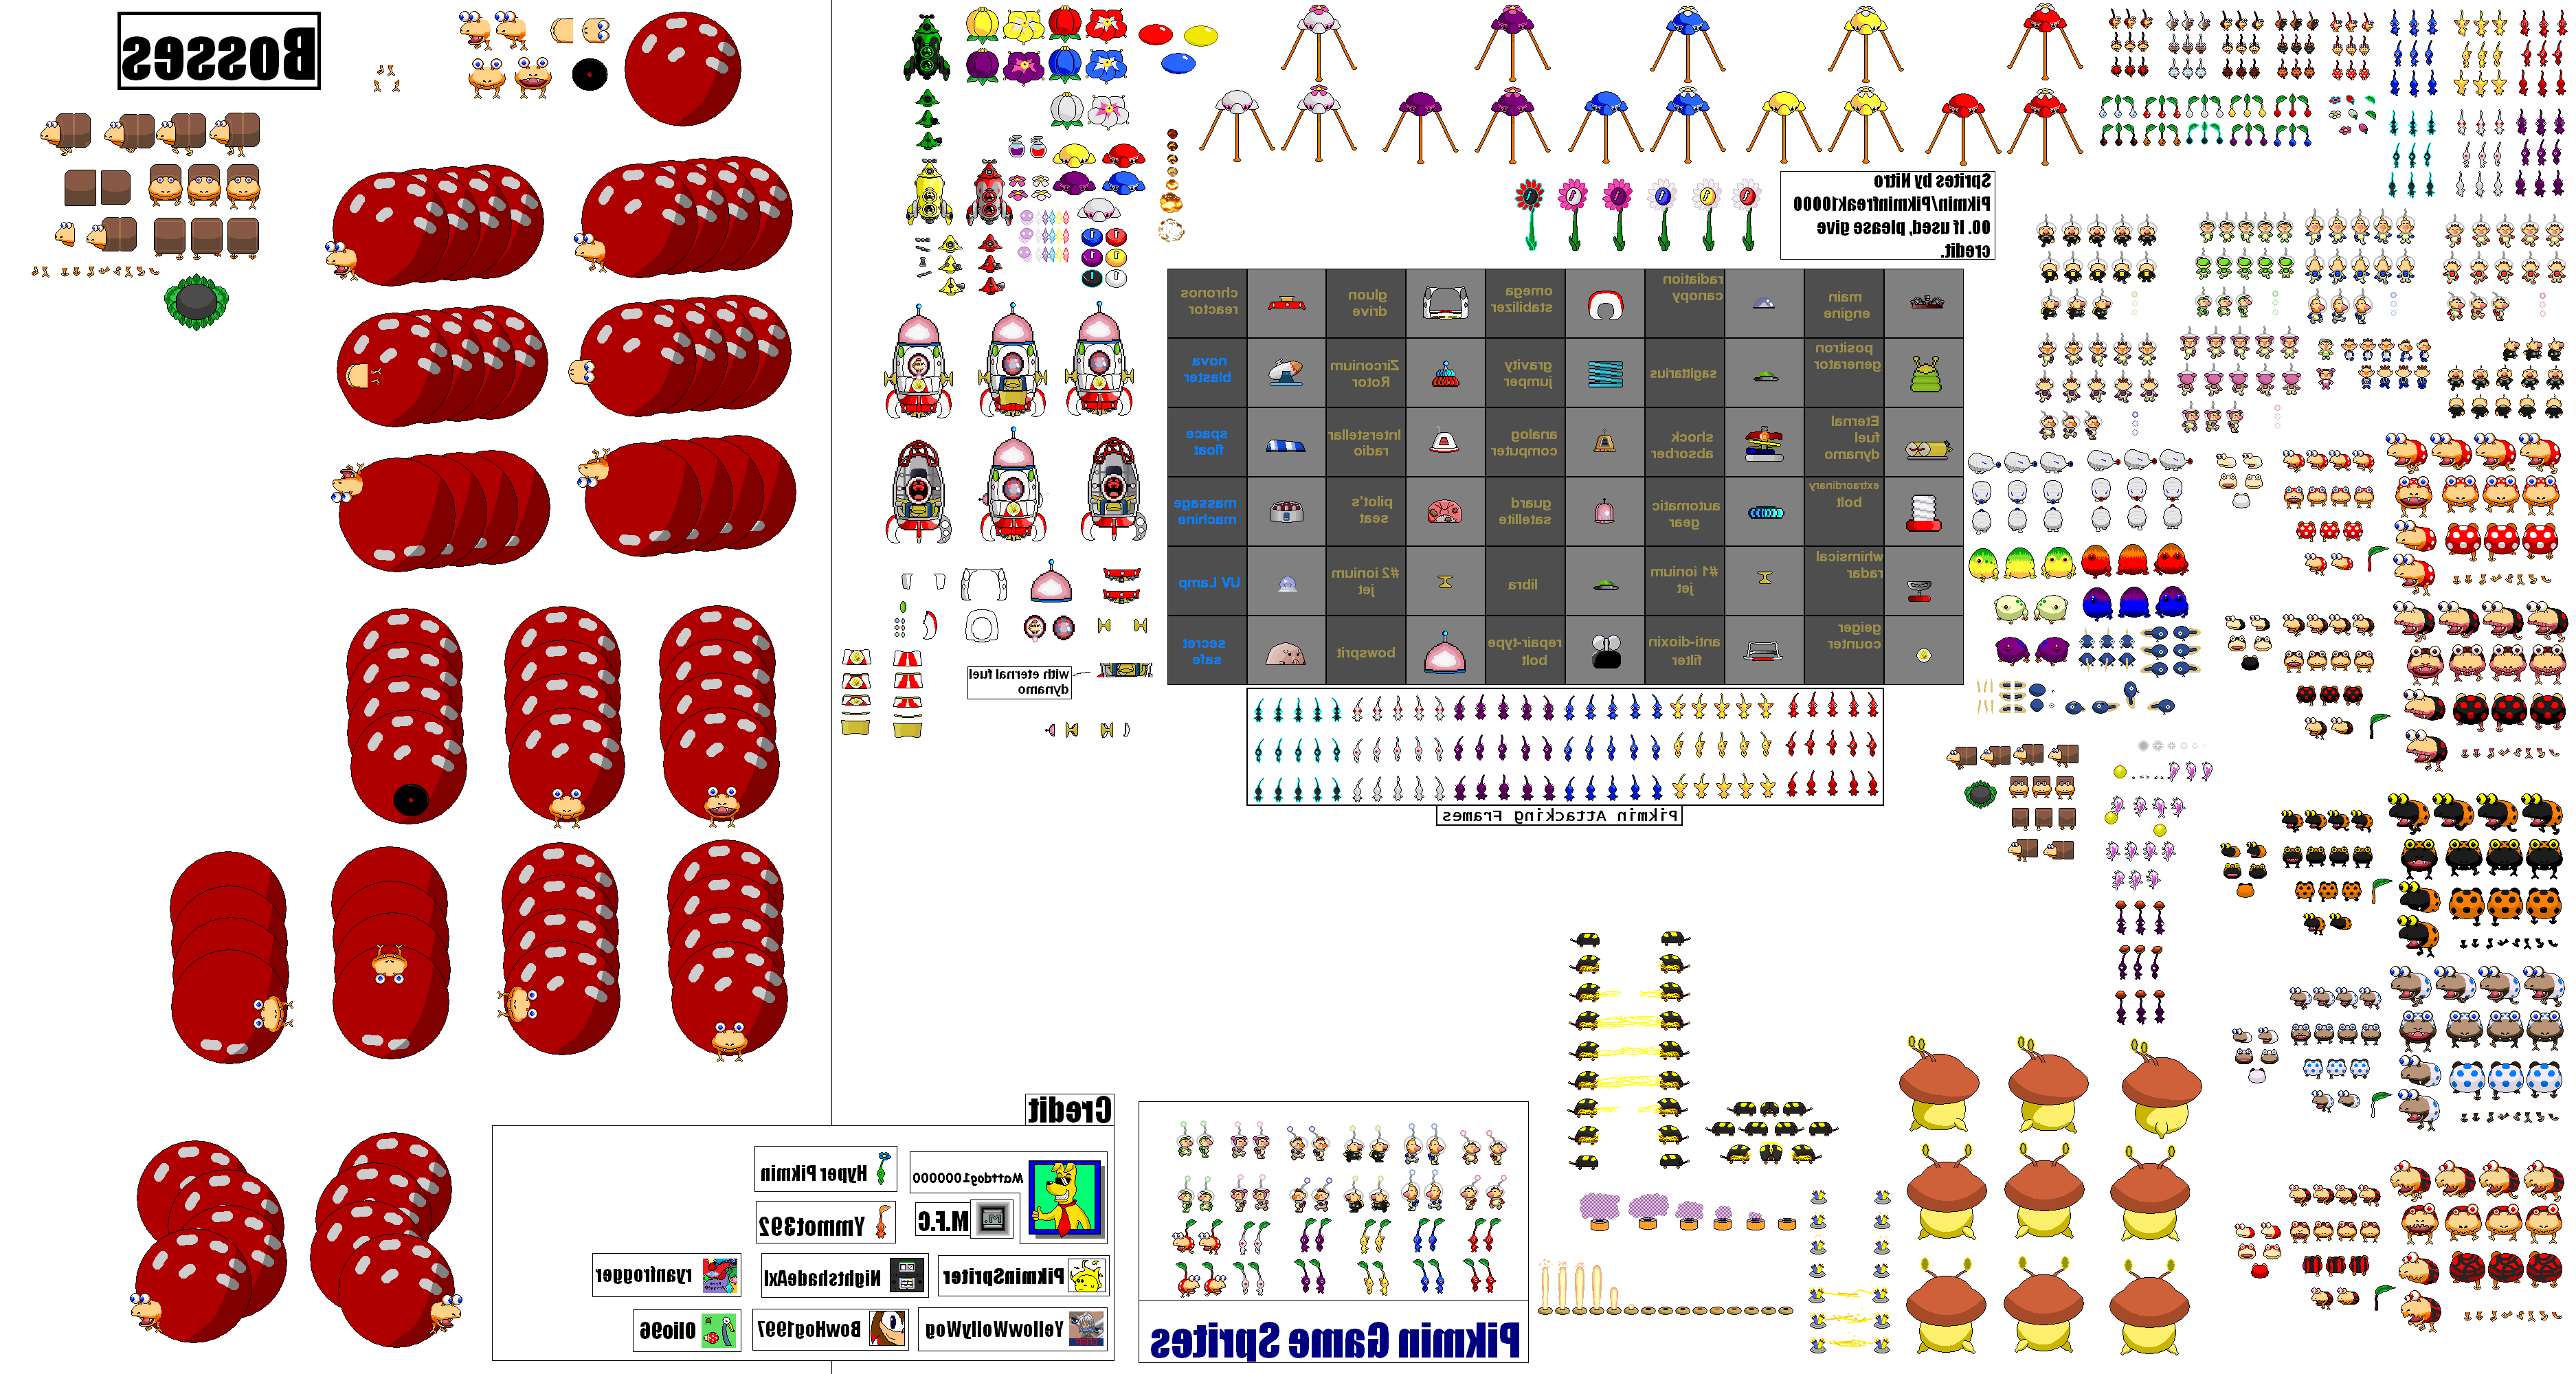 Bosses
Sprites by Nitro
Pikmin/Pikminfreak10000
00. If used, please give
credit.
chronos
reactor
gluon
drive
omega
stabilizer
radiation
canopy
main
engine
nova
blaster
Zirconium
Rotor
gravity
jumper
sagittarius
positron
generator
space
float
Interstellar
radio
analog
computer
shock
absorber
Eternal
fuel
dynamo
massage
machine
pilot's
seat
guard
satellite
automatic
gear
extraordinary
bolt
UV Lamp
#2 ionium
jet
libra
#1 ionium
jet
whimsical
radar
secret
safe
bowsprit
repair-type
bolt
anti-dioxin
filter
geiger
counter
with eternal fuel
dynamo
Pikmin Attacking Frames
Credit
Hyper Pikmin
Mattdog1000000
Ymmot392
M.F.C
M.
ryanfrogger
NightshadeAxl
PikminSpriter
Olio96
BowHog1997
YellowWollyWog
Pikmin Game Sprites